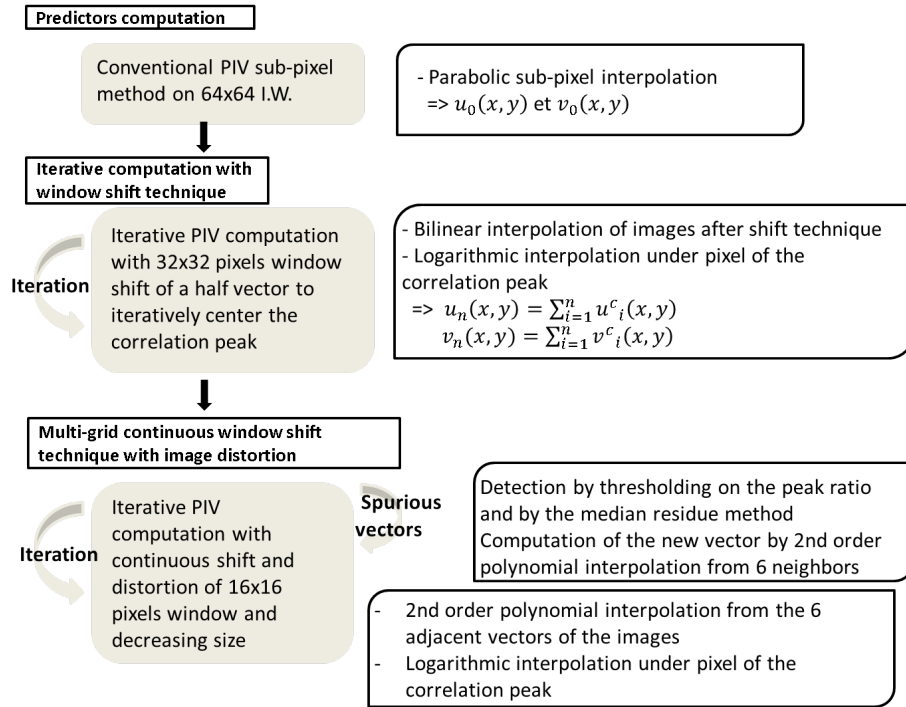 Predictors computation
Conventional PIV sub-pixel
method on 64x64 I.W.
- Parabolic sub-pixel interpolation
=> u₀(x, y) et v₀(x, y)
Iterative computation with
window shift technique
Iteration
Iterative PIV computation
with 32x32 pixels window
shift of a half vector to
iteratively center the
correlation peak
- Bilinear interpolation of images after shift technique
- Logarithmic interpolation under pixel of the
correlation peak
=> uₙ(x, y) = ∑ⁿᵢ₌₁ uᶜᵢ(x, y)
vₙ(x, y) = ∑ⁿᵢ₌₁ vᶜᵢ(x, y)
Multi-grid continuous window shift
technique with image distortion
Iteration
Iterative PIV
computation with
continuous shift and
distortion of 16x16
pixels window and
decreasing size
Spurious
vectors
Detection by thresholding on the peak ratio
and by the median residue method
Computation of the new vector by 2nd order
polynomial interpolation from 6 neighbors
- 2nd order polynomial interpolation from the 6
adjacent vectors of the images
- Logarithmic interpolation under pixel of the
correlation peak